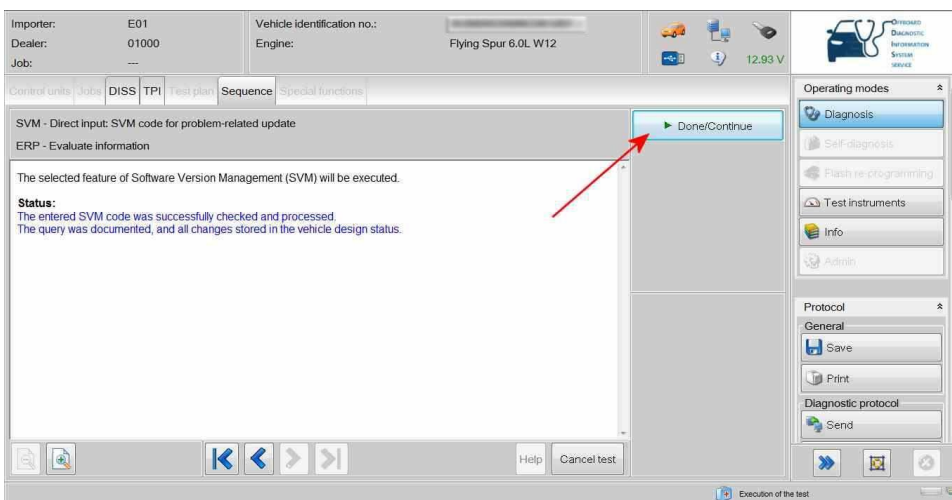 Importer: E01 Vehicle identification no.:
Dealer: 01000 Engine: Flying Spur 6.0L W12
Job: ---
12.93 V
OFFBOARD
DIAGNOSTIC
INFORMATION
SYSTEM
SERVICE
Control units Jobs DISS TPI Test plan Sequence Special functions
SVM - Direct input: SVM code for problem-related update
ERP - Evaluate information
Done/Continue
The selected feature of Software Version Management (SVM) will be executed.
Status:
The entered SVM code was successfully checked and processed.
The query was documented, and all changes stored in the vehicle design status.
Help Cancel test
Operating modes
Diagnosis
Self-diagnosis
Flash re-programming
Test instruments
Info
Admin
Protocol
General
Save
Print
Diagnostic protocol
Send
Execution of the test